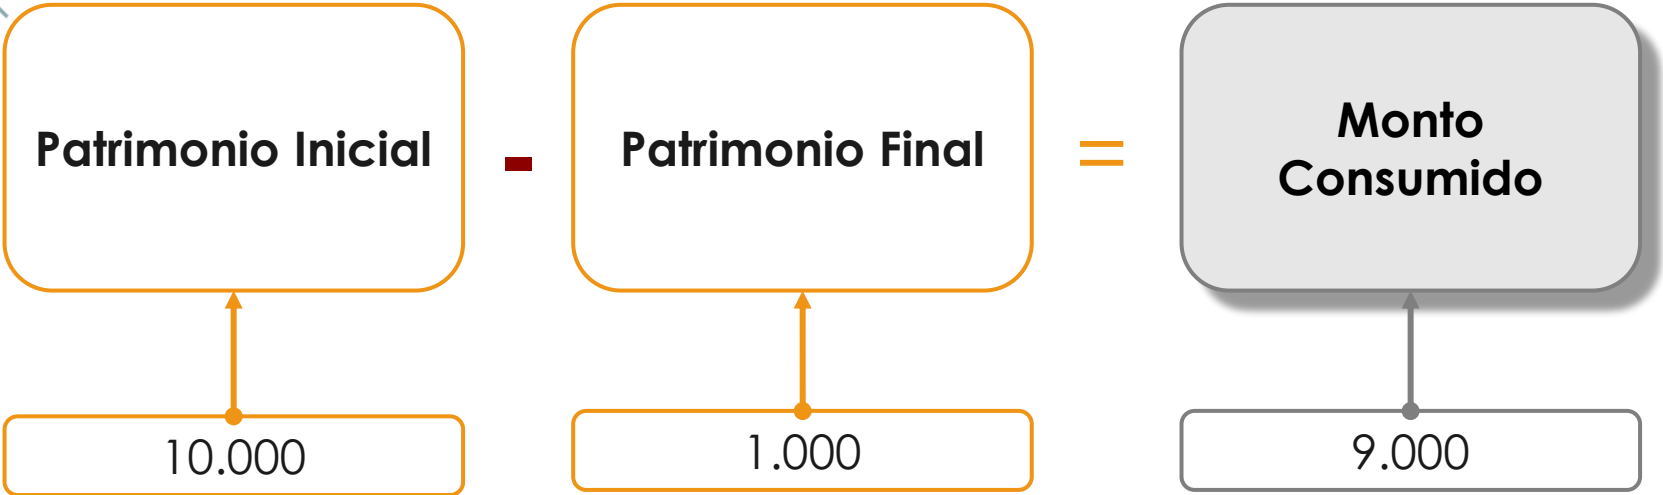 Patrimonio Inicial
-
Patrimonio Final
=
Monto
Consumido
10.000
1.000
9.000